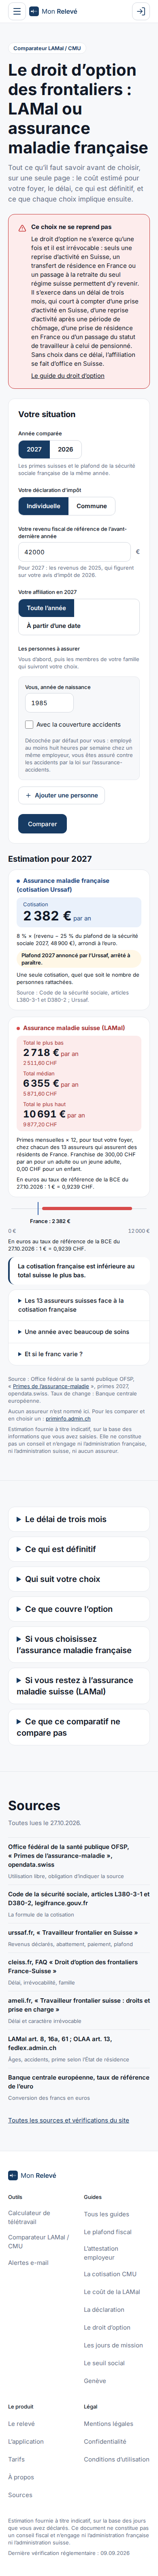 Mon Relevé
Comparateur LAMal / CMU
Le droit d’option
des frontaliers :
LAMal ou
assurance
maladie française
Tout ce qu’il faut savoir avant de choisir,
sur une seule page : le coût estimé pour
votre foyer, le délai, ce qui est définitif, et
ce que chaque choix implique ensuite.
Ce choix ne se reprend pas
Le droit d’option ne s’exerce qu’une
fois et il est irrévocable : seuls une
reprise d’activité en Suisse, un
transfert de résidence en France ou
un passage à la retraite du seul
régime suisse permettent d’y revenir.
Il s’exerce dans un délai de trois
mois, qui court à compter d’une prise
d’activité en Suisse, d’une reprise
d’activité après une période de
chômage, d’une prise de résidence
en France ou d’un passage du statut
de travailleur à celui de pensionné.
Sans choix dans ce délai, l’affiliation
se fait d’office en Suisse.
Le guide du droit d’option
Votre situation
Année comparée
2027 2026
Les primes suisses et le plafond de la sécurité
sociale française de la même année.
Votre déclaration d’impôt
Individuelle Commune
Votre revenu fiscal de référence de l’avant-
dernière année
42000 €
Pour 2027 : les revenus de 2025, qui figurent
sur votre avis d’impôt de 2026.
Votre affiliation en 2027
Toute l’année
À partir d’une date
Les personnes à assurer
Vous d’abord, puis les membres de votre famille
qui suivront votre choix.
Vous, année de naissance
1985
Avec la couverture accidents
Décochée par défaut pour vous : employé
au moins huit heures par semaine chez un
même employeur, vous êtes assuré contre
les accidents par la loi sur l’assurance-
accidents.
+ Ajouter une personne
Comparer
Estimation pour 2027
Assurance maladie française
(cotisation Urssaf)
Cotisation
2 382 € par an
8 % × (revenu − 25 % du plafond de la sécurité
sociale 2027, 48 900 €), arrondi à l’euro.
Plafond 2027 annoncé par l’Urssaf, arrêté à
paraître.
Une seule cotisation, quel que soit le nombre de
personnes rattachées.
Source : Code de la sécurité sociale, articles
L380-3-1 et D380-2 ; Urssaf.
Assurance maladie suisse (LAMal)
Total le plus bas
2 718 € par an
2 511,60 CHF
Total médian
6 355 € par an
5 871,60 CHF
Total le plus haut
10 691 € par an
9 877,20 CHF
Primes mensuelles × 12, pour tout votre foyer,
chez chacun des 13 assureurs qui assurent des
résidents de France. Franchise de 300,00 CHF
par an pour un adulte ou un jeune adulte,
0,00 CHF pour un enfant.
En euros au taux de référence de la BCE du
27.10.2026 : 1 € = 0,9239 CHF.
France : 2 382 €
0 € 12 000 €
En euros au taux de référence de la BCE du
27.10.2026 : 1 € = 0,9239 CHF.
La cotisation française est inférieure au
total suisse le plus bas.
Les 13 assureurs suisses face à la
cotisation française
Une année avec beaucoup de soins
Et si le franc varie ?
Source : Office fédéral de la santé publique OFSP,
« Primes de l’assurance-maladie », primes 2027,
opendata.swiss. Taux de change : Banque centrale
européenne.
Aucun assureur n’est nommé ici. Pour les comparer et
en choisir un : priminfo.admin.ch
Estimation fournie à titre indicatif, sur la base des
informations que vous avez saisies. Elle ne constitue
pas un conseil et n’engage ni l’administration française,
ni l’administration suisse, ni aucun assureur.
Le délai de trois mois
Ce qui est définitif
Qui suit votre choix
Ce que couvre l’option
Si vous choisissez
l’assurance maladie française
Si vous restez à l’assurance
maladie suisse (LAMal)
Ce que ce comparatif ne
compare pas
Sources
Toutes lues le 27.10.2026.
Office fédéral de la santé publique OFSP,
« Primes de l’assurance-maladie »,
opendata.swiss
Utilisation libre, obligation d’indiquer la source
Code de la sécurité sociale, articles L380-3-1 et
D380-2, legifrance.gouv.fr
La formule de la cotisation
urssaf.fr, « Travailleur frontalier en Suisse »
Revenus déclarés, abattement, paiement, plafond
cleiss.fr, FAQ « Droit d’option des frontaliers
France-Suisse »
Délai, irrévocabilité, famille
ameli.fr, « Travailleur frontalier suisse : droits et
prise en charge »
Délai et caractère irrévocable
LAMal art. 8, 16a, 61 ; OLAA art. 13,
fedlex.admin.ch
Âges, accidents, prime selon l’État de résidence
Banque centrale européenne, taux de référence
de l’euro
Conversion des francs en euros
Toutes les sources et vérifications du site
Mon Relevé
Outils
Calculateur de
télétravail
Comparateur LAMal /
CMU
Alertes e-mail
Guides
Tous les guides
Le plafond fiscal
L’attestation
employeur
La cotisation CMU
Le coût de la LAMal
La déclaration
Le droit d’option
Les jours de mission
Le seuil social
Genève
Le produit
Le relevé
L’application
Tarifs
À propos
Sources
Légal
Mentions légales
Confidentialité
Conditions d’utilisation
Estimation fournie à titre indicatif, sur la base des jours
que vous avez déclarés. Ce document ne constitue pas
un conseil fiscal et n’engage ni l’administration française
ni l’administration suisse.
Dernière vérification réglementaire : 09.09.2026